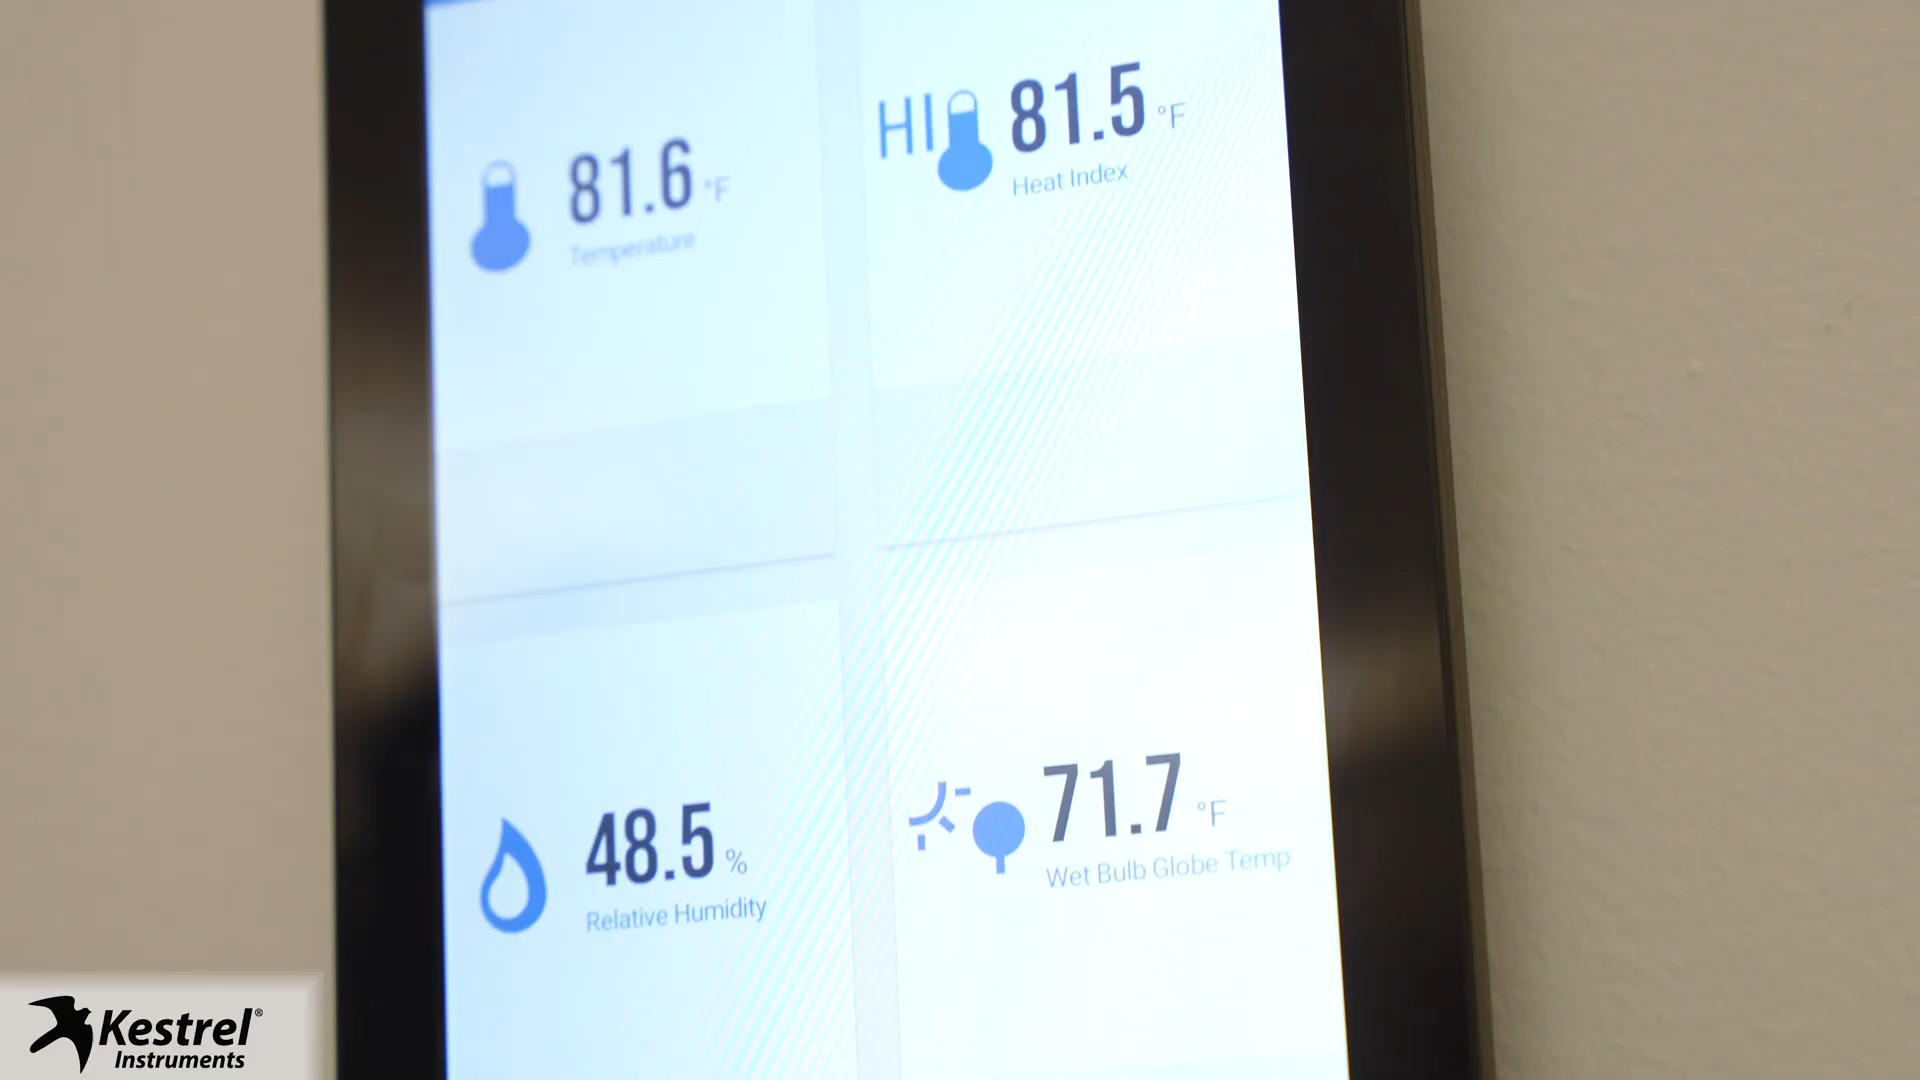 81.6 °F
Temperature
HI 81.5 °F
Heat Index
48.5 %
Relative Humidity
71.7 °F
Wet Bulb Globe Temp
Kestrel®
Instruments